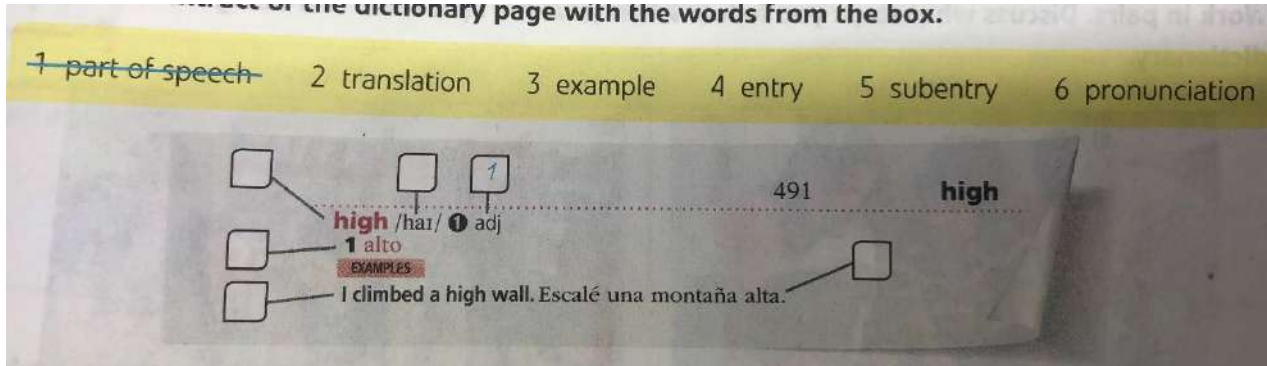 of the dictionary page with the words from the box.
1 part of speech 2 translation 3 example 4 entry 5 subentry 6 pronunciation
1
491 high
high /haɪ/ ❶ adj
1 alto
EXAMPLES
I climbed a high wall. Escalé una montaña alta.